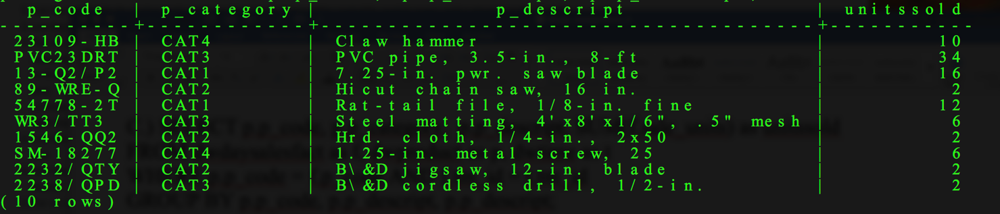 p_code | p_category | p_descript | unitssold
----------+------------+-----------------------------------+-----------
23109-HB | CAT4 | Claw hammer | 10
PVC23DRT | CAT3 | PVC pipe, 3.5-in., 8-ft | 34
13-Q2/P2 | CAT1 | 7.25-in. pwr. saw blade | 16
89-WRE-Q | CAT2 | Hicut chain saw, 16 in. | 2
54778-2T | CAT1 | Rat-tail file, 1/8-in. fine | 12
WR3/TT3 | CAT3 | Steel matting, 4'x8'x1/6", .5" mesh | 6
1546-QQ2 | CAT2 | Hrd. cloth, 1/4-in., 2x50 | 2
SM-18277 | CAT4 | 1.25-in. metal screw, 25 | 6
2232/QTY | CAT2 | B\&D jigsaw, 12-in. blade | 2
2238/QPD | CAT3 | B\&D cordless drill, 1/2-in. | 2
(10 rows)